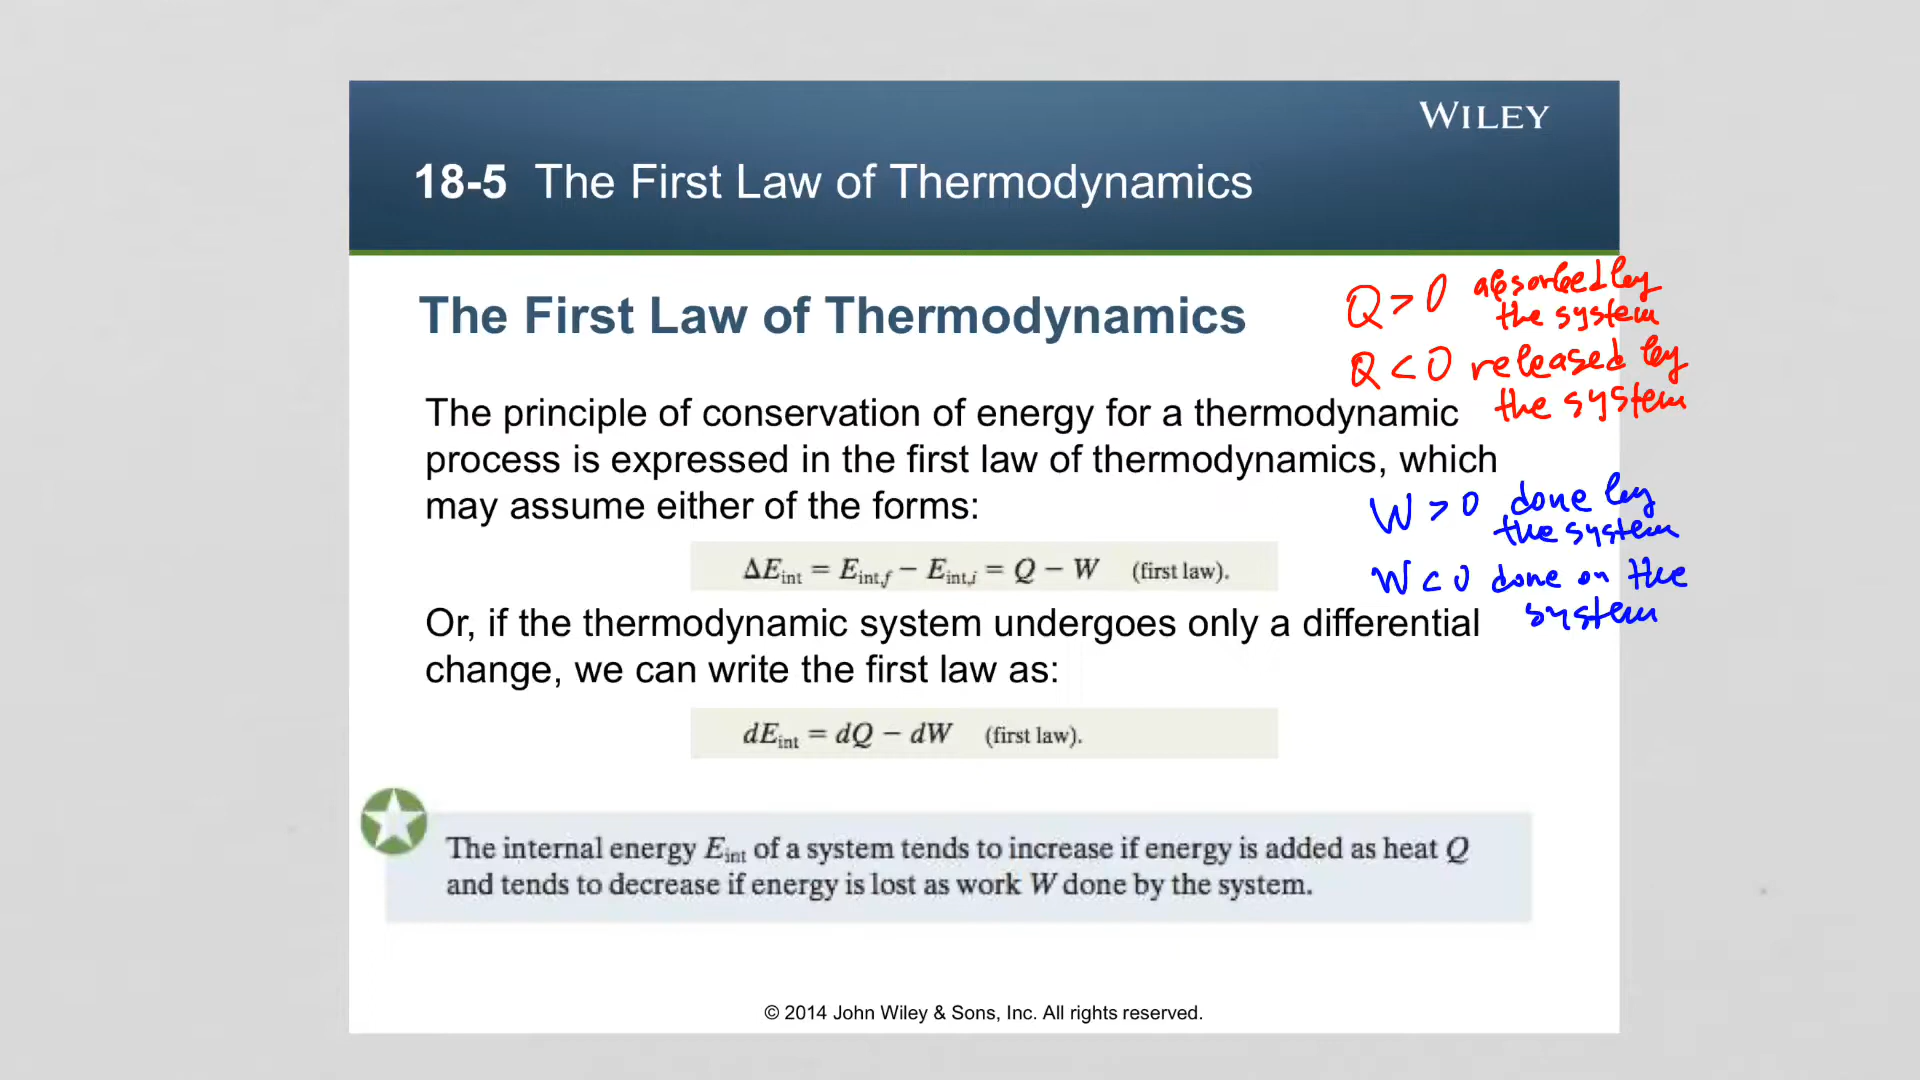 WILEY
18-5 The First Law of Thermodynamics
The First Law of Thermodynamics
Q > 0 absorbed by
the system
Q < 0 released by
the system
The principle of conservation of energy for a thermodynamic
process is expressed in the first law of thermodynamics, which
may assume either of the forms:
W > 0 done by
the system
W < 0 done on the
system
ΔE_int = E_int,f − E_int,i = Q − W (first law).
Or, if the thermodynamic system undergoes only a differential
change, we can write the first law as:
dE_int = dQ − dW (first law).
The internal energy E_int of a system tends to increase if energy is added as heat Q
and tends to decrease if energy is lost as work W done by the system.
© 2014 John Wiley & Sons, Inc. All rights reserved.